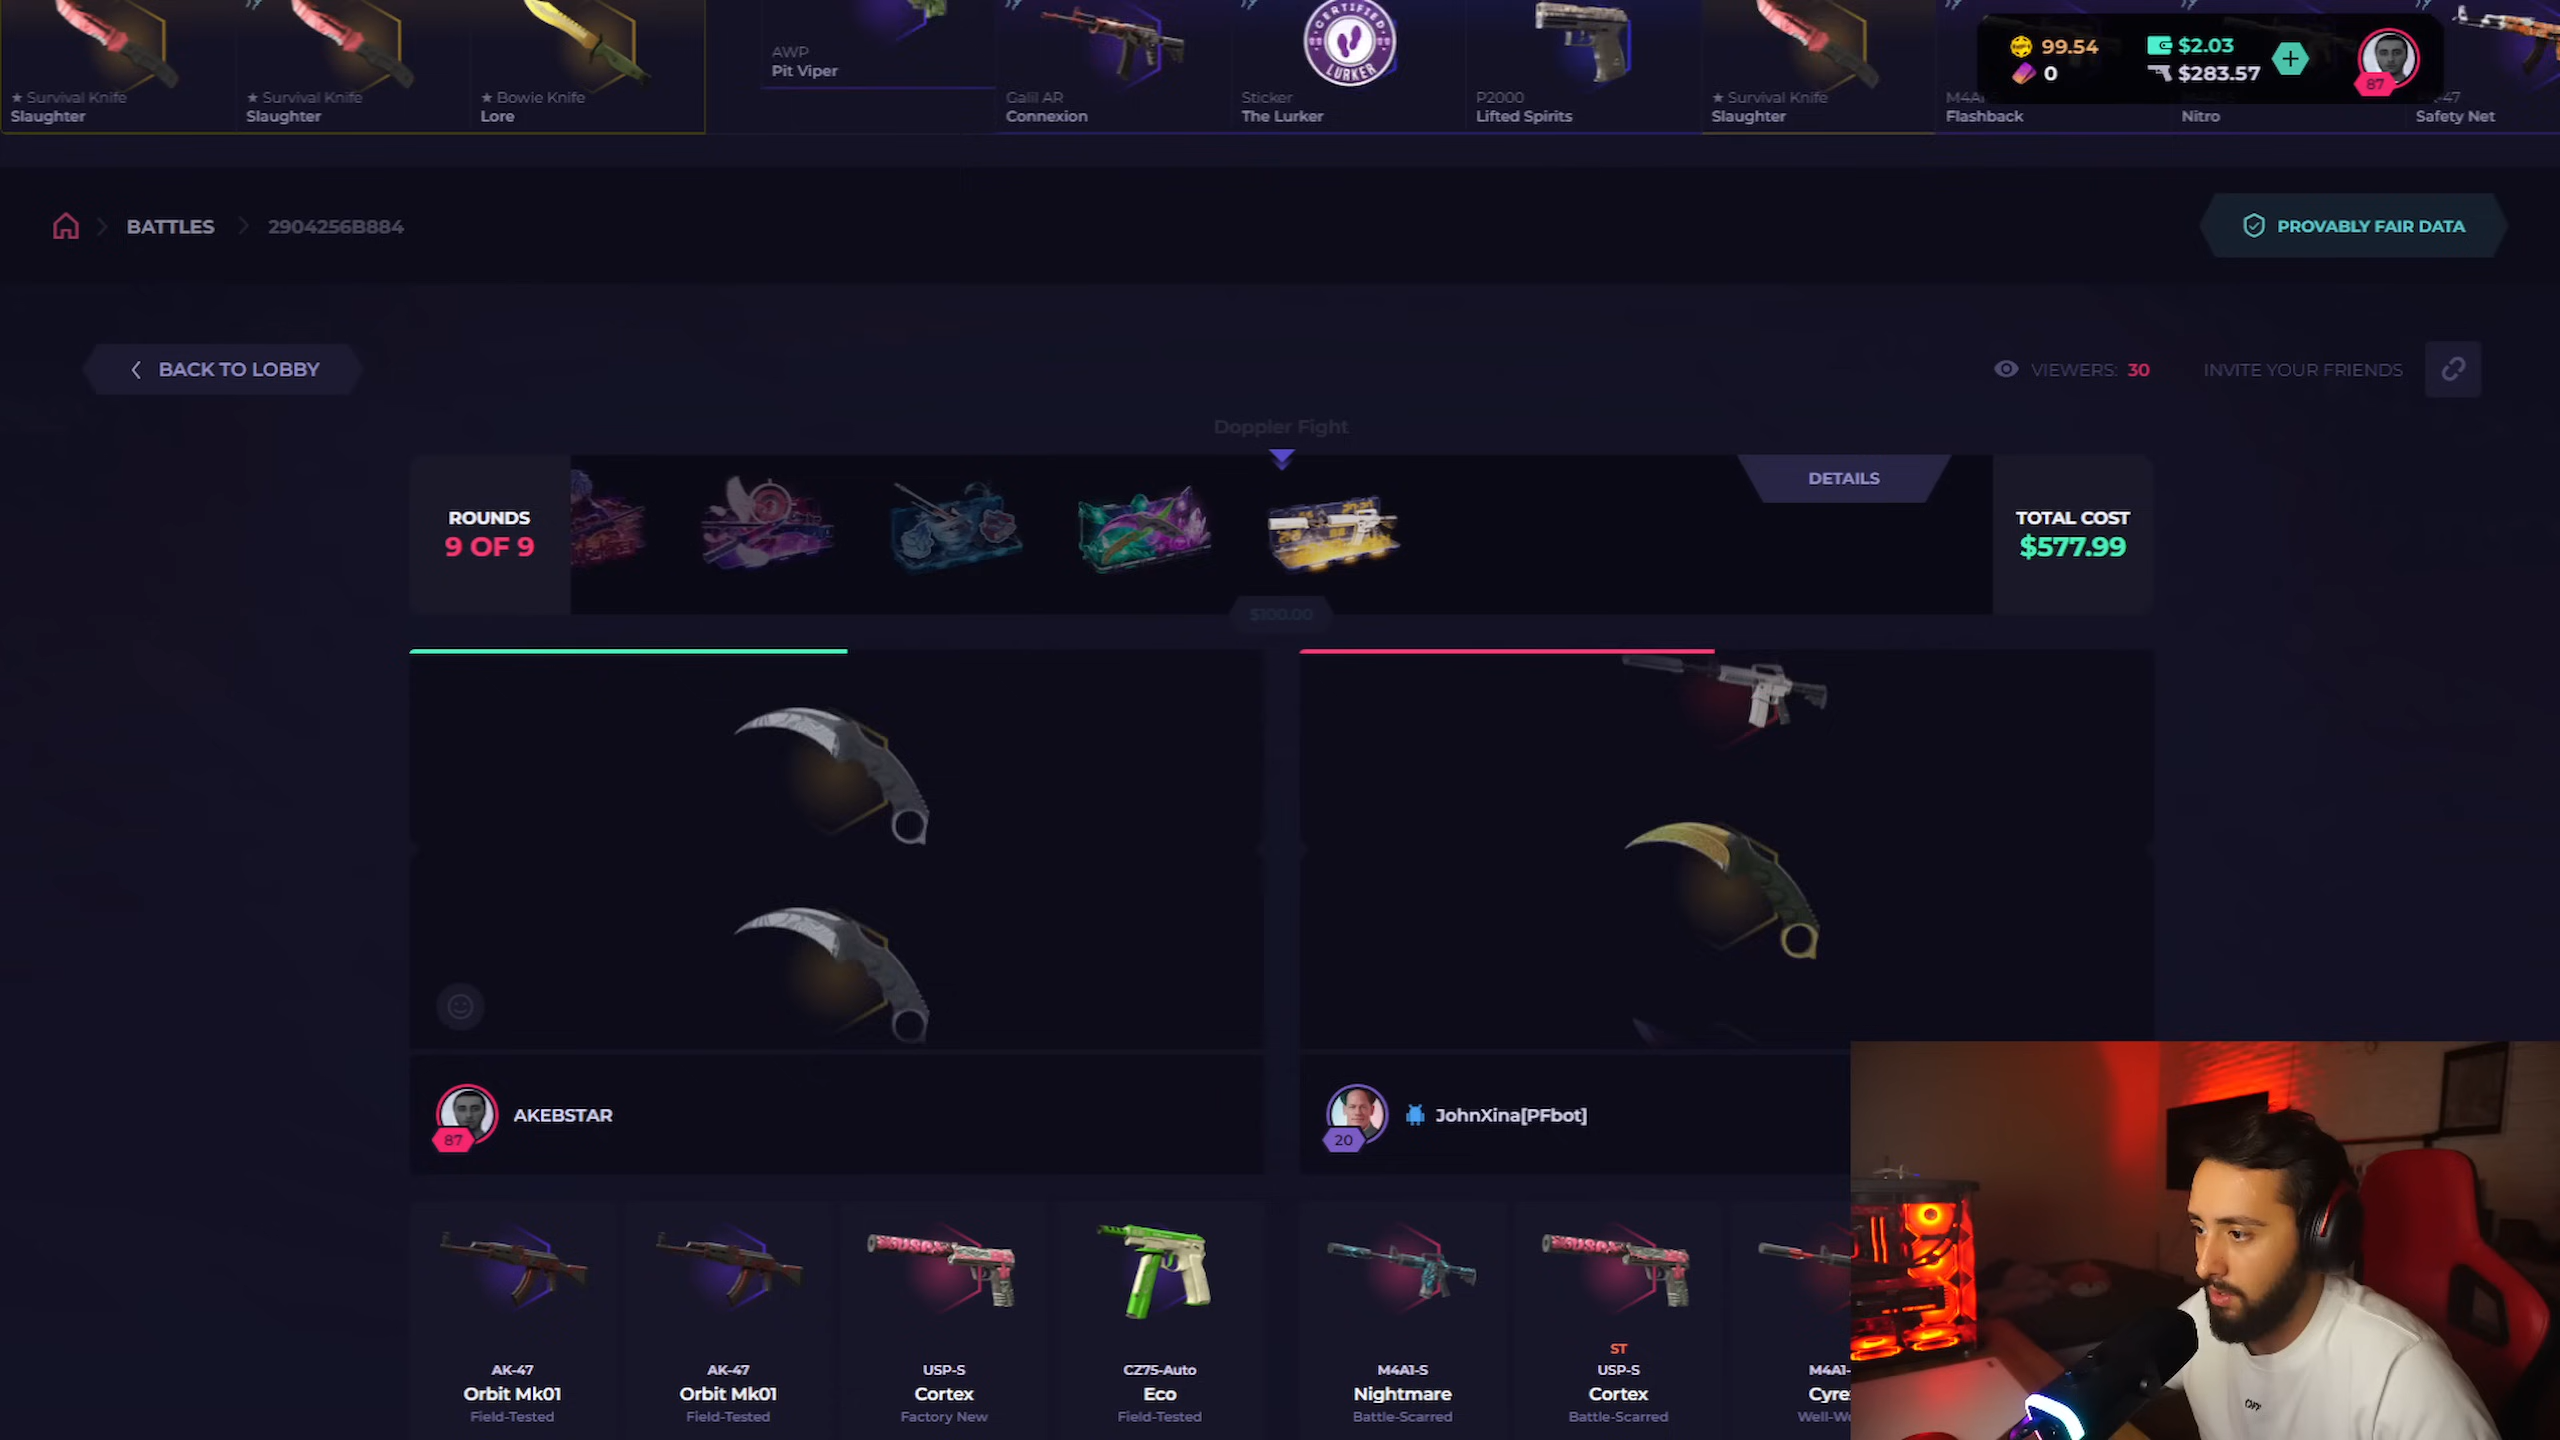 ★ Survival Knife
Slaughter
★ Survival Knife
Slaughter
★ Bowie Knife
Lore
AWP
Pit Viper
Galil AR
Connexion
CERTIFIED
LURKER
Sticker
The Lurker
P2000
Lifted Spirits
★ Survival Knife
Slaughter
Flashback
Nitro
Safety Net
99.54
0
$2.03
$283.57
87
BATTLES
2904256B884
PROVABLY FAIR DATA
BACK TO LOBBY
VIEWERS: 30
INVITE YOUR FRIENDS
Doppler Fight
ROUNDS
9 OF 9
DETAILS
TOTAL COST
$577.99
$100.00
87
AKEBSTAR
20
JohnXina[PFbot]
AK-47
Orbit Mk01
Field-Tested
AK-47
Orbit Mk01
Field-Tested
USP-S
Cortex
Factory New
CZ75-Auto
Eco
Field-Tested
M4A1-S
Nightmare
Battle-Scarred
ST
USP-S
Cortex
Battle-Scarred
OFF